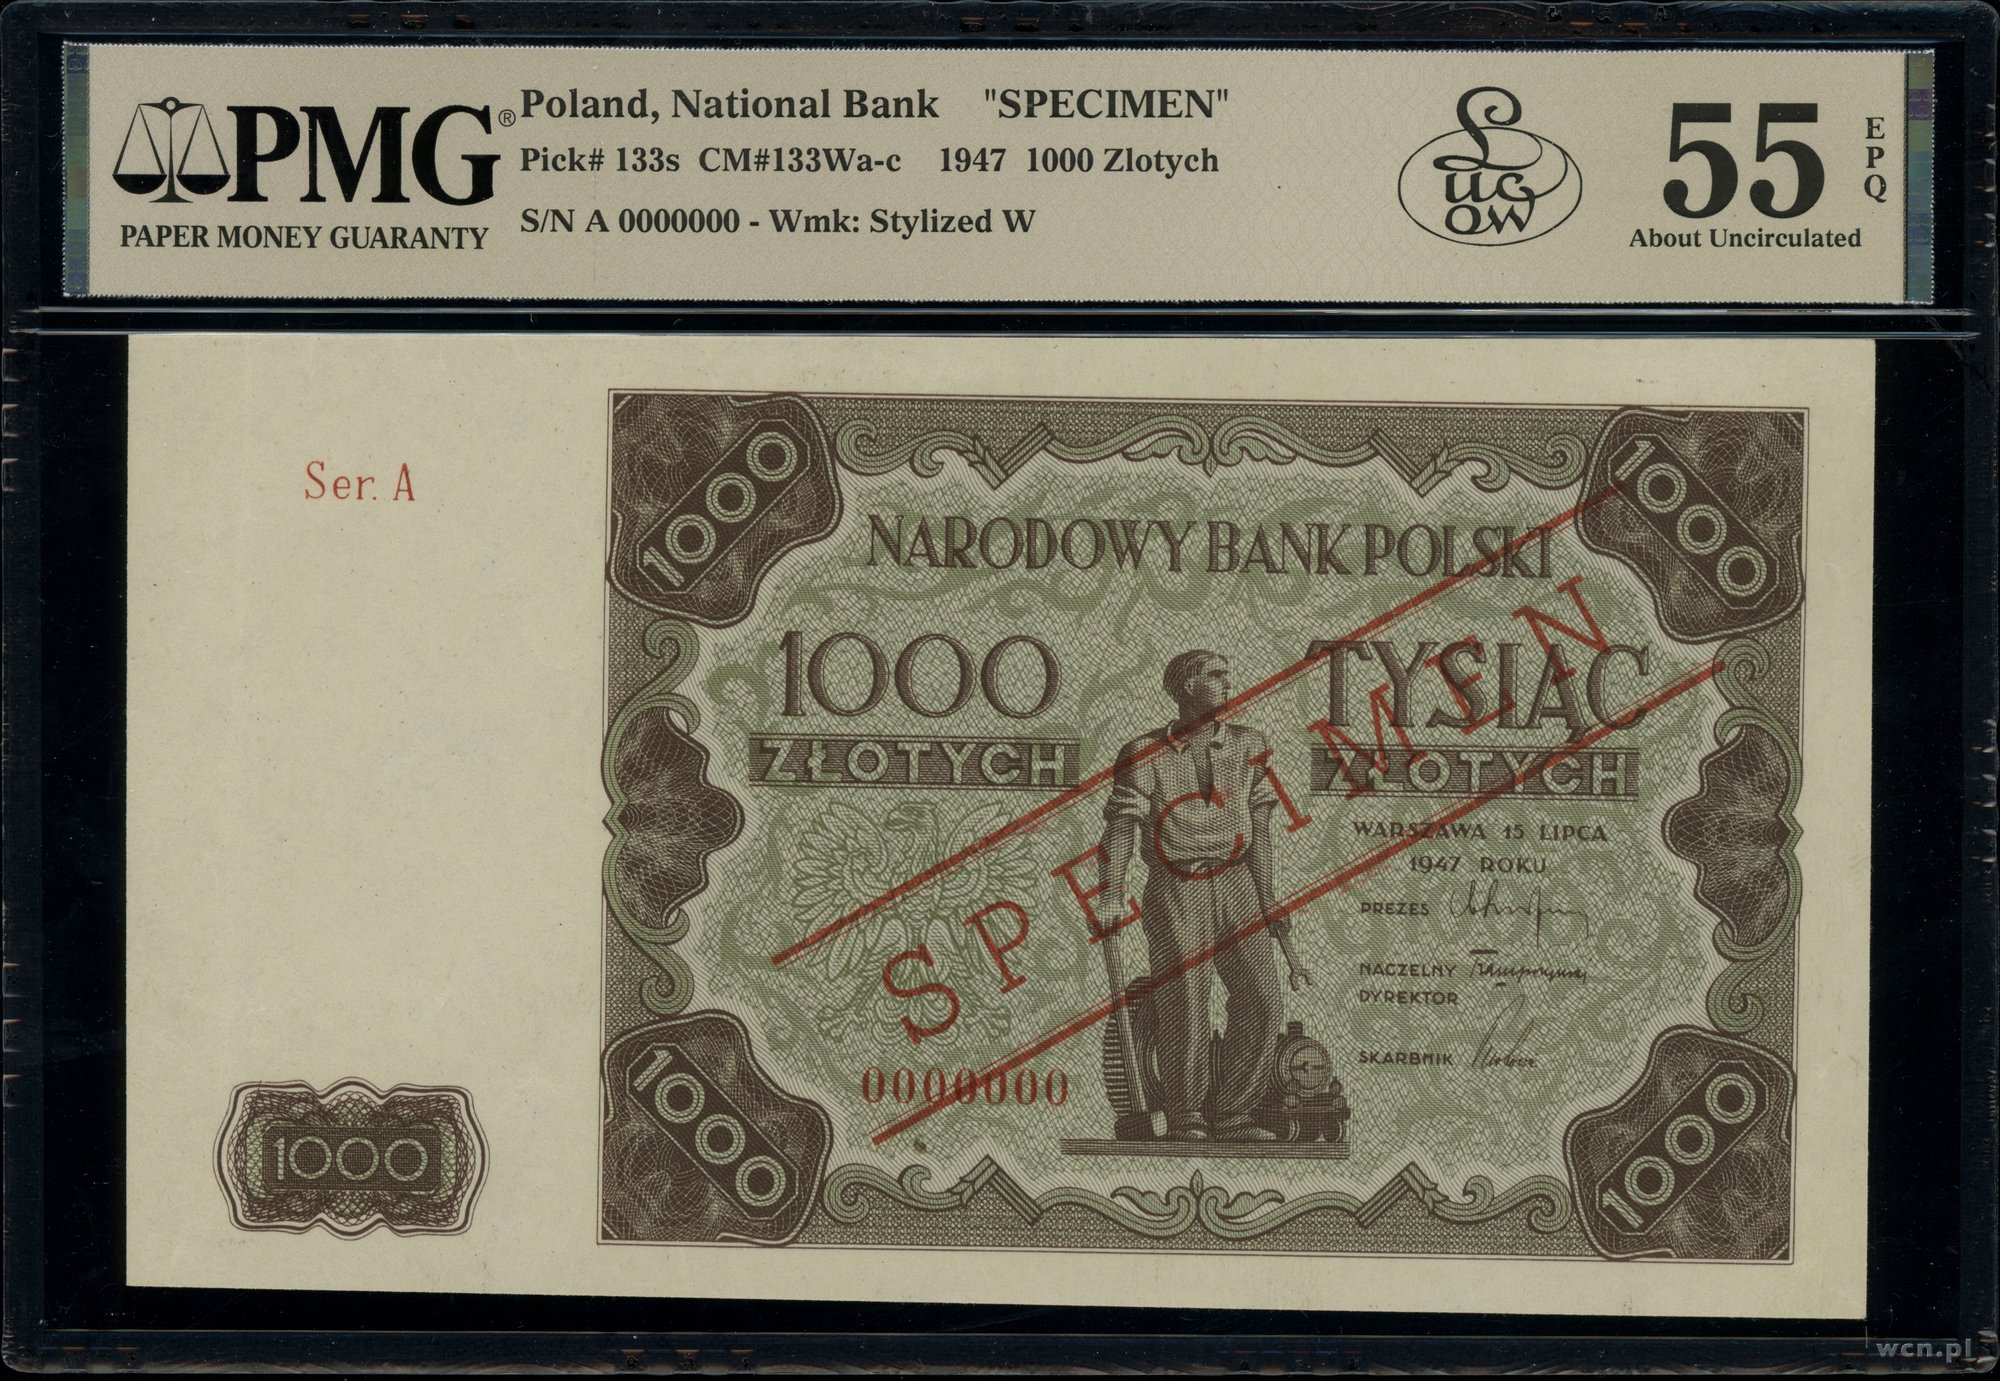 PMG®
PAPER MONEY GUARANTY
Poland, National Bank "SPECIMEN"
Pick# 133s CM#133Wa-c 1947 1000 Zlotych
S/N A 0000000 - Wmk: Stylized W
Lucow
55
EPQ
About Uncirculated
Ser. A
1000
1000
NARODOWY BANK POLSKI
1000
ZŁOTYCH
TYSIĄC
ZŁOTYCH
SPECIMEN
WARSZAWA 15 LIPCA
1947 ROKU
PREZES
NACZELNY
DYREKTOR
SKARBNIK
0000000
1000
1000
1000
wcn.pl